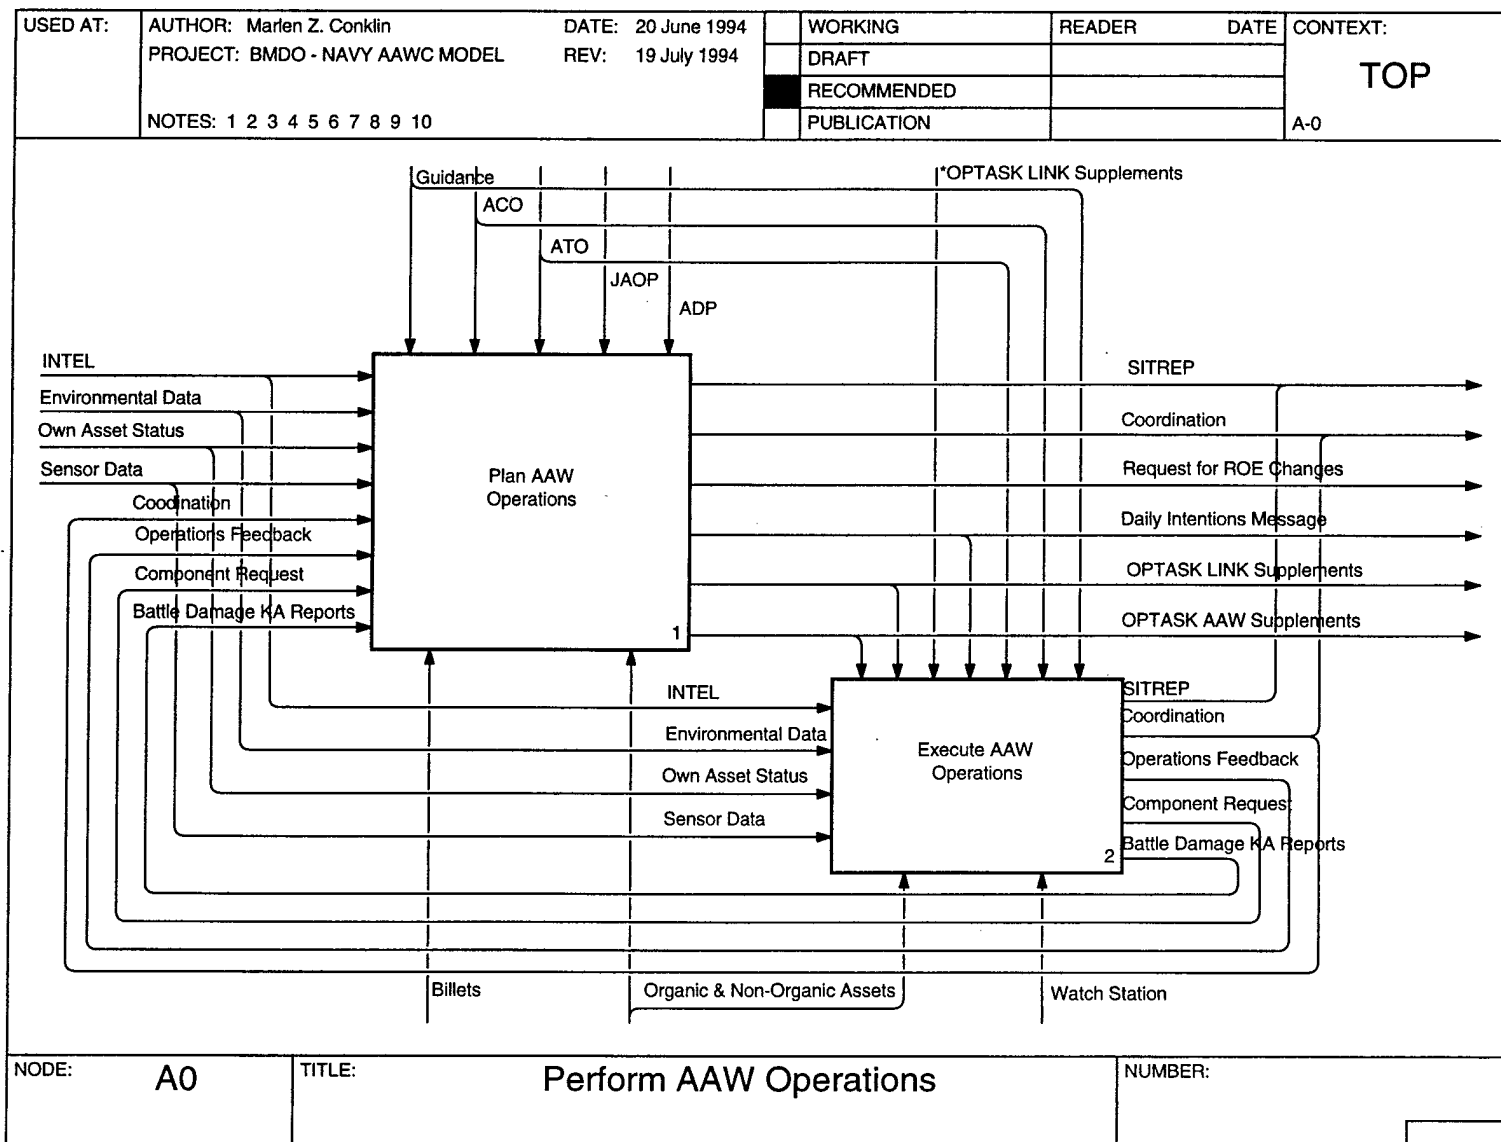 USED AT:
AUTHOR: Marlen Z. Conklin
DATE: 20 June 1994
PROJECT: BMDO - NAVY AAWC MODEL
REV: 19 July 1994
NOTES: 1 2 3 4 5 6 7 8 9 10
WORKING
DRAFT
RECOMMENDED
PUBLICATION
READER DATE
CONTEXT:
TOP
A-0
Guidance
*OPTASK LINK Supplements
ACO
ATO
JAOP
ADP
INTEL
Environmental Data
Own Asset Status
Sensor Data
Coodination
Operations Feedback
Component Request
Battle Damage KA Reports
Plan AAW
Operations
1
SITREP
Coordination
Request for ROE Changes
Daily Intentions Message
OPTASK LINK Supplements
OPTASK AAW Supplements
INTEL
Environmental Data
Own Asset Status
Sensor Data
Execute AAW
Operations
2
SITREP
Coordination
Operations Feedback
Component Request
Battle Damage KA Reports
Billets
Organic & Non-Organic Assets
Watch Station
NODE:
A0
TITLE:
Perform AAW Operations
NUMBER: